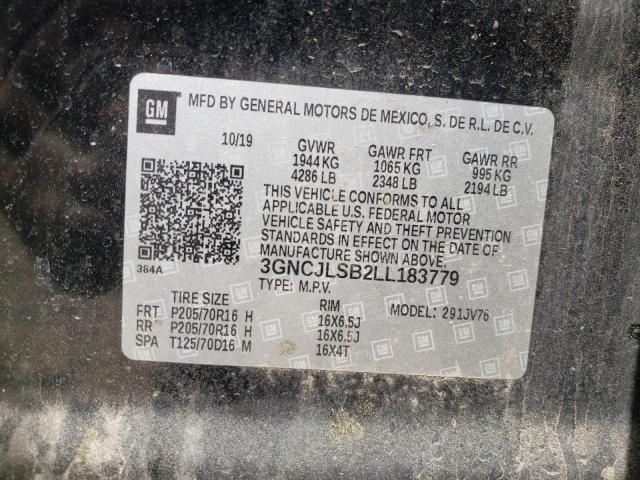 GM
MFD BY GENERAL MOTORS DE MEXICO, S. DE R.L. DE C.V.
10/19 GVWR GAWR FRT GAWR RR
1944 KG 1065 KG 995 KG
4286 LB 2348 LB 2194 LB
THIS VEHICLE CONFORMS TO ALL
APPLICABLE U.S. FEDERAL MOTOR
VEHICLE SAFETY AND THEFT PREVENTION
STANDARDS IN EFFECT ON THE DATE OF
MANUFACTURE SHOWN ABOVE.
384A 3GNCJLSB2LL183779
TYPE: M.P.V.
TIRE SIZE RIM MODEL: 291JV76
FRT P205/70R16 H 16X6.5J
RR P205/70R16 H 16X6.5J
SPA T125/70D16 M 16X4T